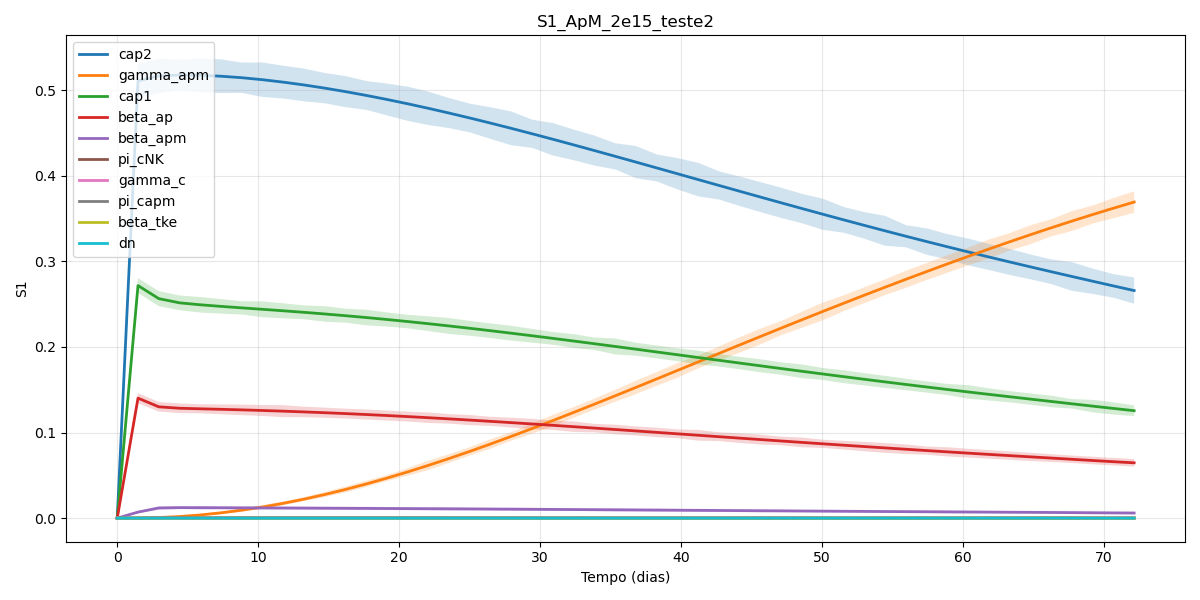 S1_ApM_2e15_teste2
cap2
gamma_apm
cap1
beta_ap
beta_apm
pi_cNK
gamma_c
pi_capm
beta_tke
dn
S1
0.5
0.4
0.3
0.2
0.1
0.0
0 10 20 30 40 50 60 70
Tempo (dias)